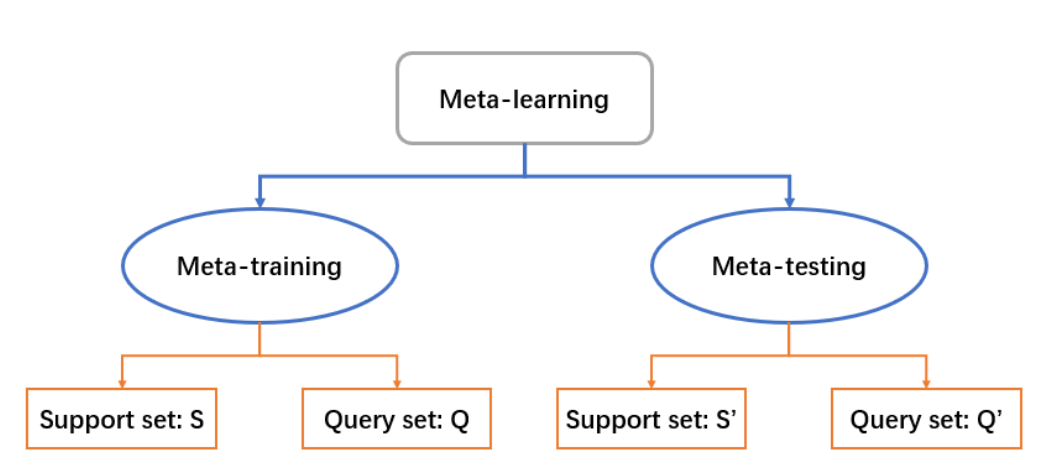 Meta-learning
Meta-training
Meta-testing
Support set: S
Query set: Q
Support set: S’
Query set: Q’